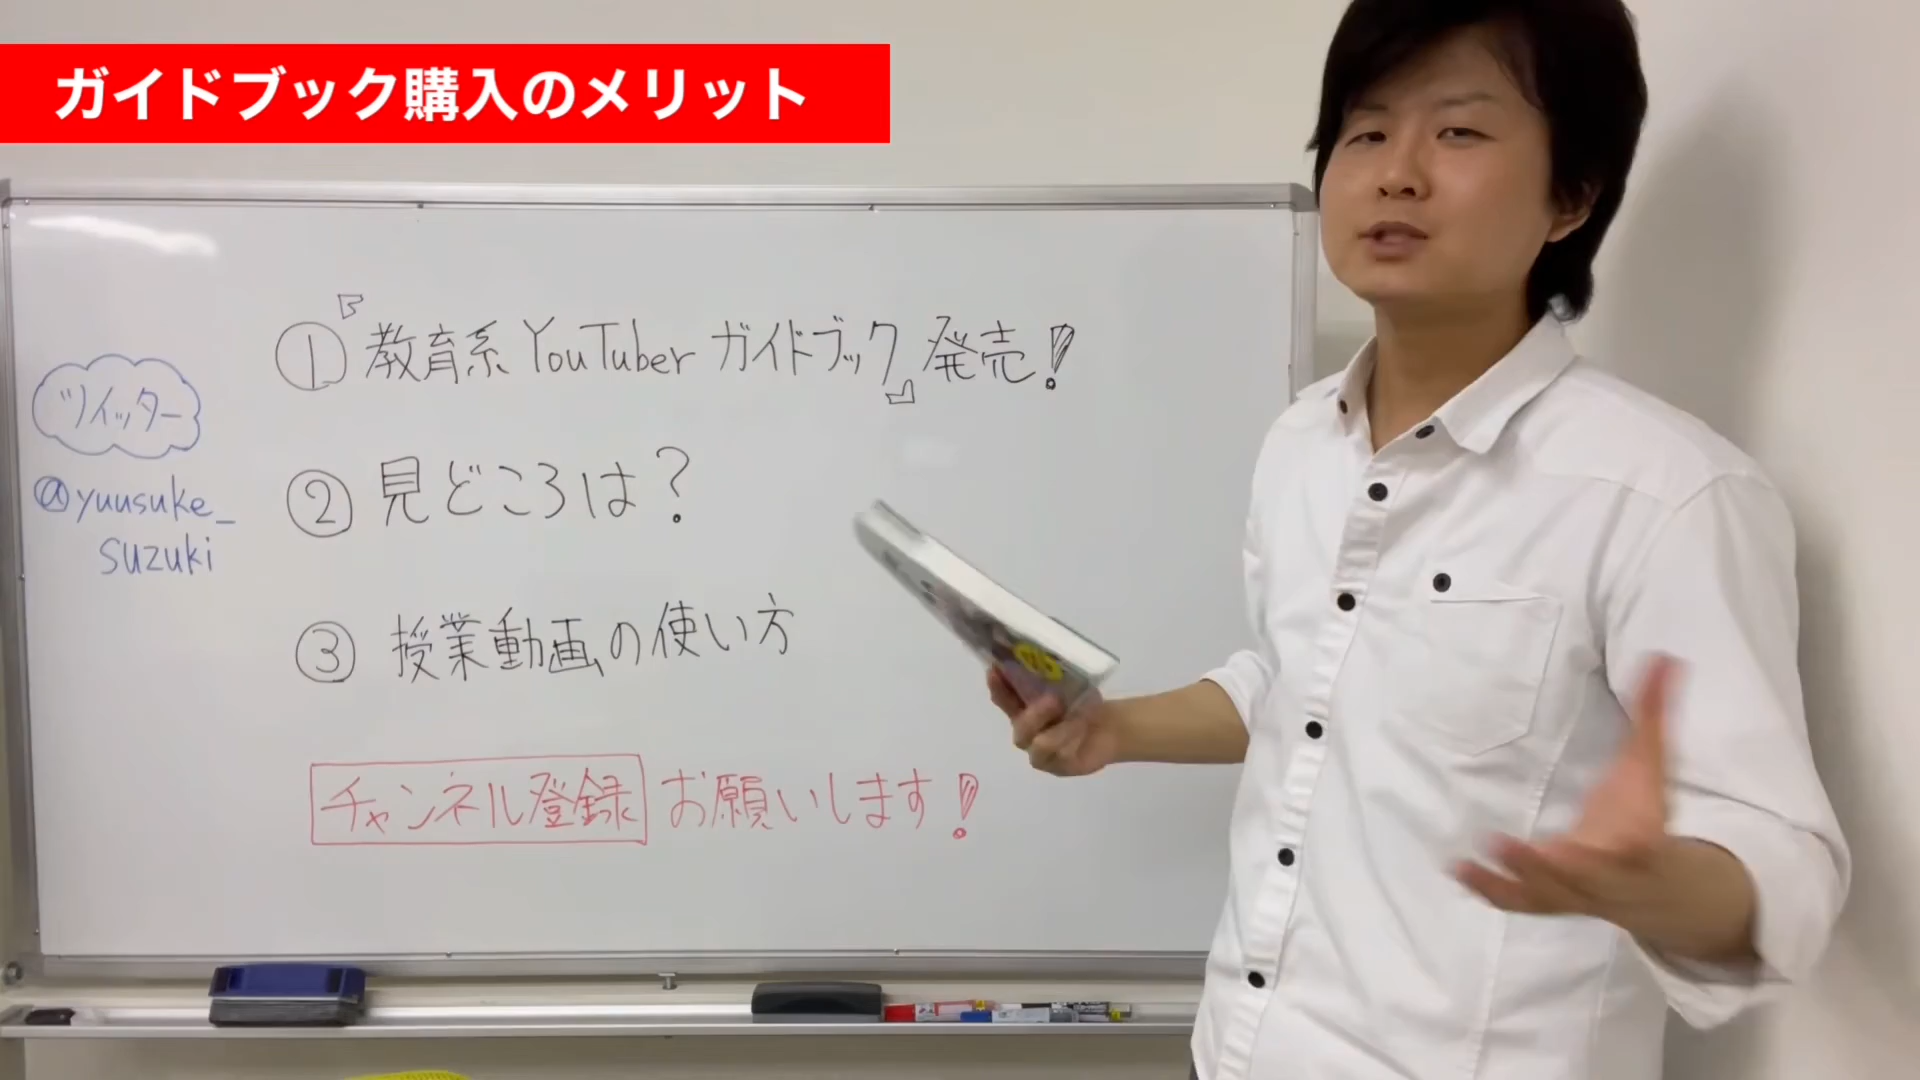 ガイドブック購入のメリット
①『教育系YouTuberガイドブック』発売!
ツイッター
@yuusuke_
suzuki
②見どころは?
③授業動画の使い方
チャンネル登録お願いします!